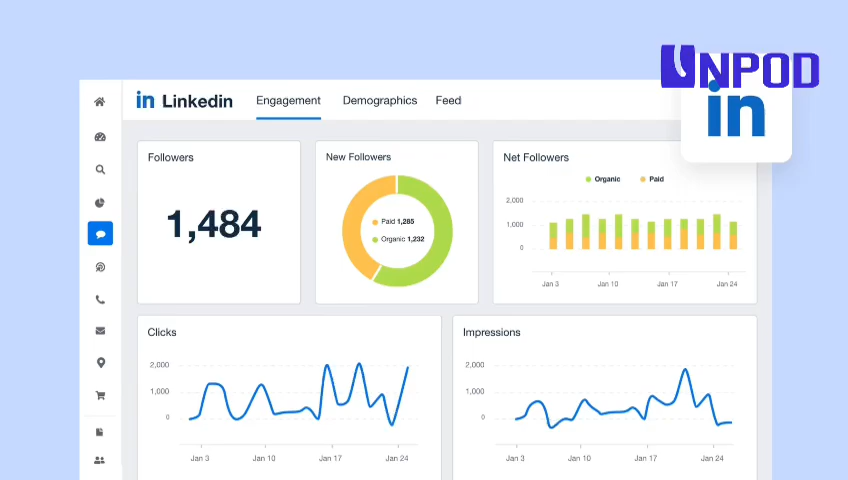 UNPOD
in
in Linkedin
Engagement
Demographics
Feed
Followers
1,484
New Followers
Paid 1,285
Organic 1,232
Net Followers
Organic
Paid
2,000
1,000
0
Jan 3
Jan 10
Jan 17
Jan 24
Clicks
2,000
1,000
0
Jan 3
Jan 10
Jan 17
Jan 24
Impressions
2,000
1,000
0
Jan 3
Jan 10
Jan 17
Jan 24